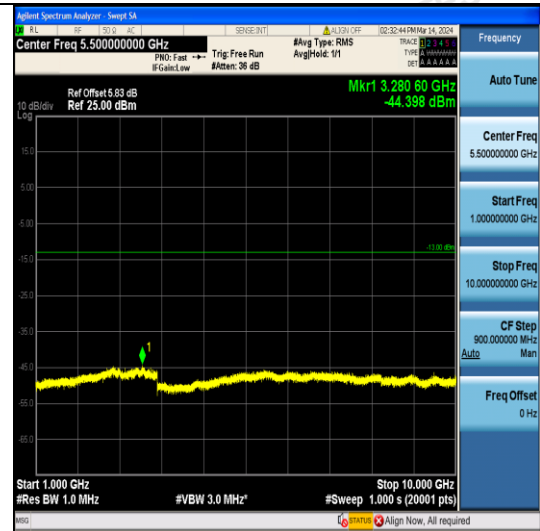 Agilent Spectrum Analyzer - Swept SA
RL RF 50 Ω AC SENSE:INT ALIGN OFF 02:32:44 PM Mar 14, 2024
Center Freq 5.500000000 GHz
PNO: Fast
IFGain:Low
Trig: Free Run
#Atten: 36 dB
#Avg Type: RMS
Avg|Hold: 1/1
TRACE 1 2 3 4 5 6
TYPE A
DET A A A A A A
Frequency
Auto Tune
Center Freq
5.500000000 GHz
Start Freq
1.000000000 GHz
Stop Freq
10.000000000 GHz
CF Step
900.000000 MHz
Auto Man
Freq Offset
0 Hz
Mkr1 3.280 60 GHz
-44.398 dBm
Ref Offset 5.83 dB
Ref 25.00 dBm
10 dB/div
Log
15.0
5.00
-5.00
-15.0
-25.0
-35.0
-45.0
-55.0
-65.0
-13.00 dBm
1
Start 1.000 GHz
Stop 10.000 GHz
#Res BW 1.0 MHz
#VBW 3.0 MHz*
#Sweep 1.000 s (20001 pts)
MSG
STATUS
Align Now, All required